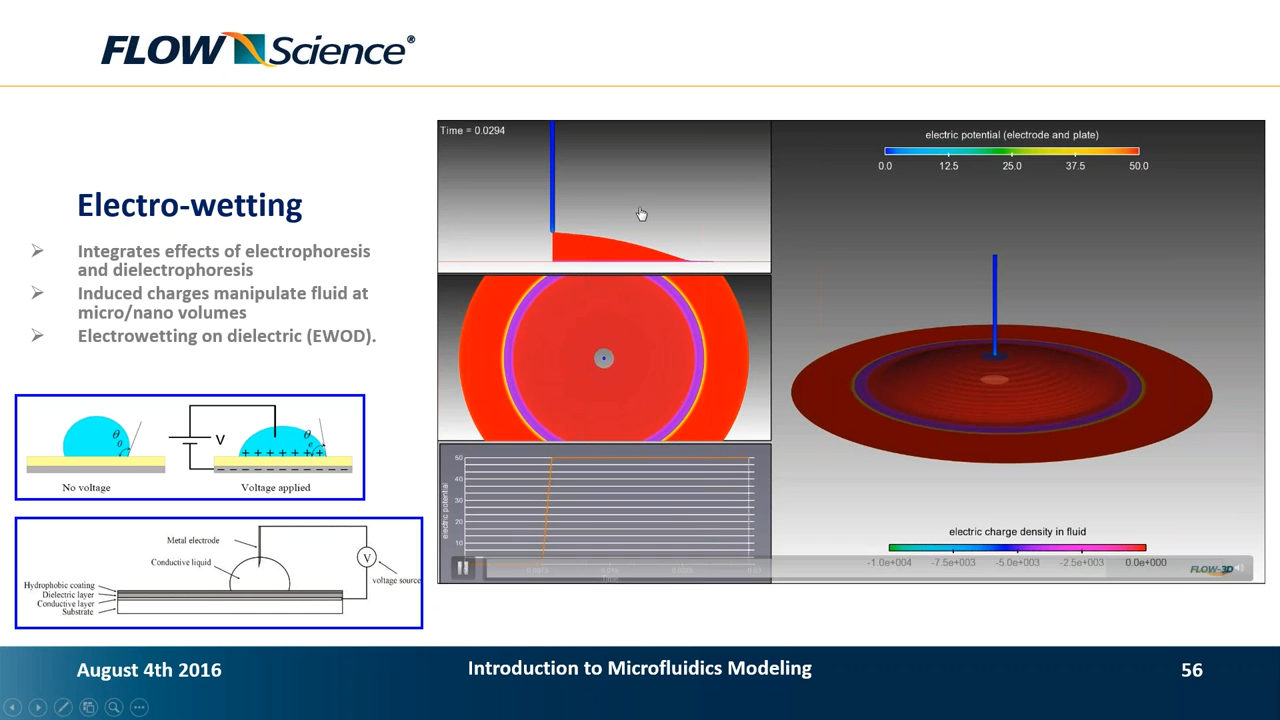 FLOW Science®
Electro-wetting
Integrates effects of electrophoresis
and dielectrophoresis
Induced charges manipulate fluid at
micro/nano volumes
Electrowetting on dielectric (EWOD).
θ
0
V
θ
+ + + + + + +
No voltage
Voltage applied
Metal electrode
Conductive liquid
V
voltage source
Hydrophobic coating
Dielectric layer
Conductive layer
Substrate
Time = 0.0294
electric potential
50
40
30
20
10
Time
electric potential (electrode and plate)
0.0 12.5 25.0 37.5 50.0
electric charge density in fluid
-1.0e+004 -7.5e+003 -5.0e+003 -2.5e+003 0.0e+000
FLOW-3D
August 4th 2016
Introduction to Microfluidics Modeling
56